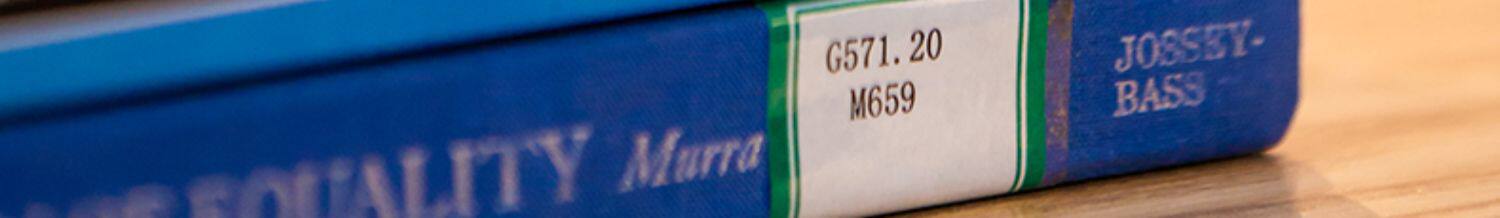 EQUALITY Murra
G571.20
M659
JOSSEY-
BASS